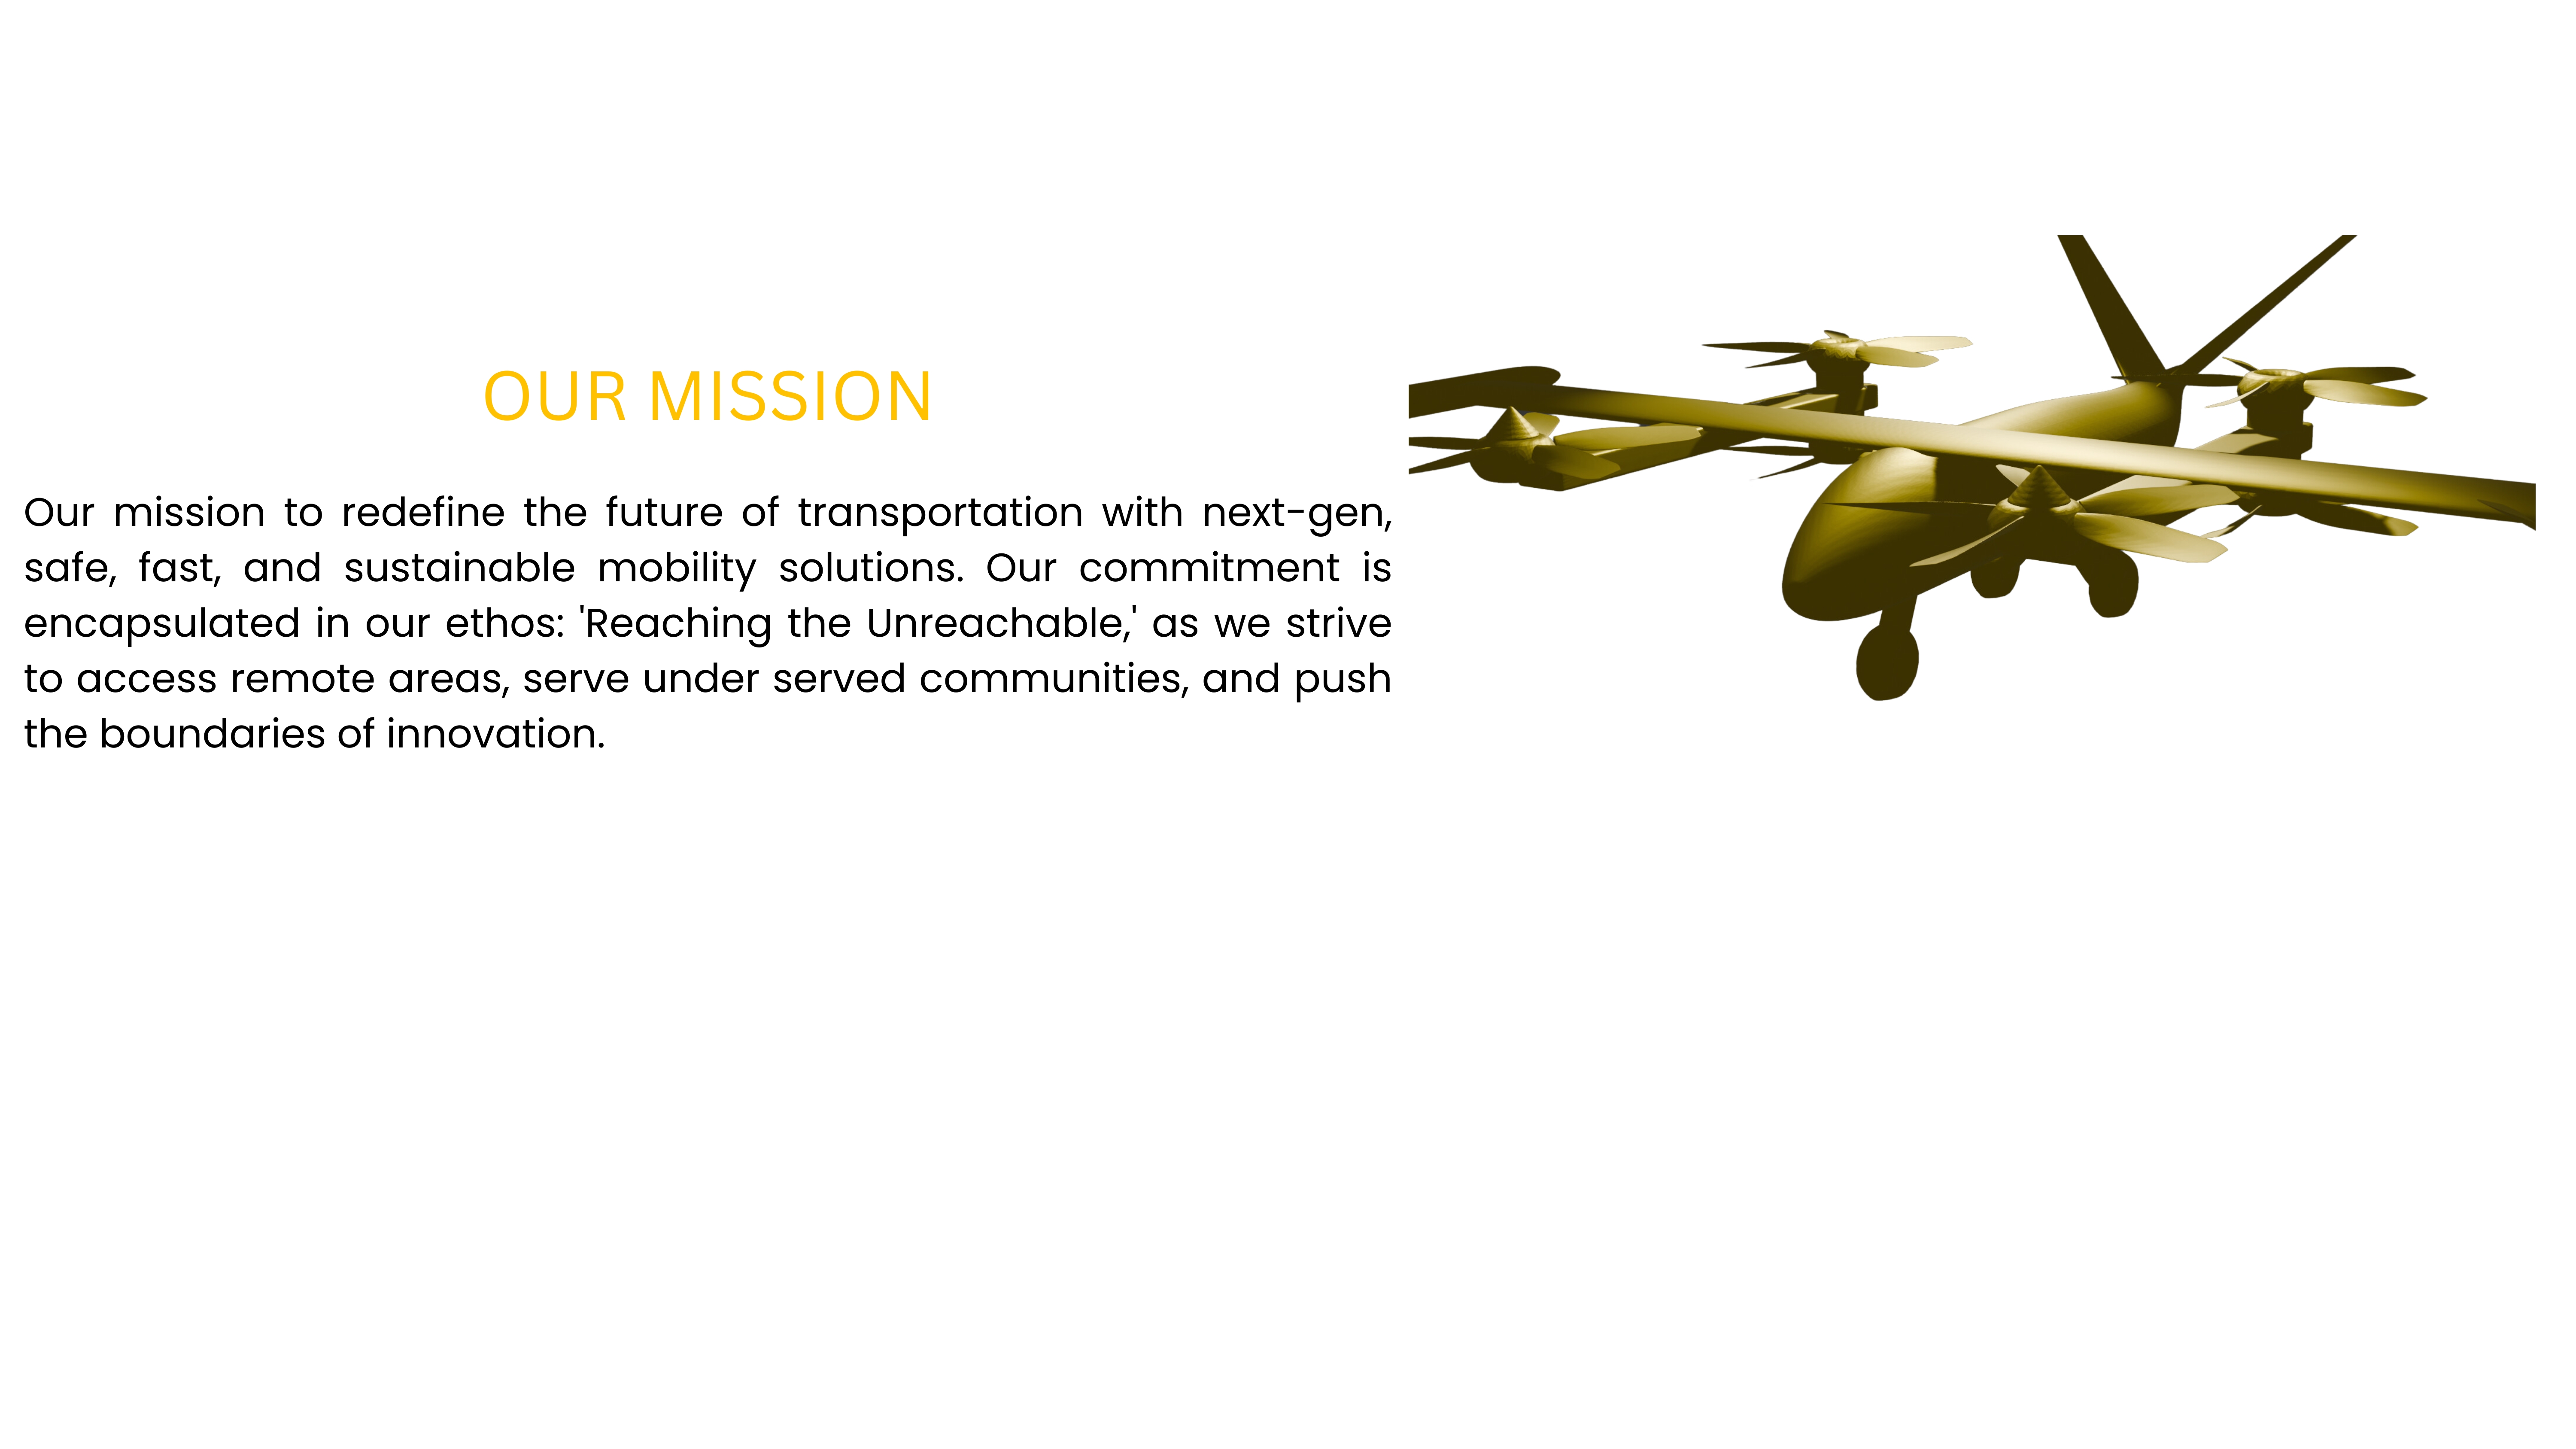 OUR MISSION
Our mission to redefine the future of transportation with next-gen,
safe, fast, and sustainable mobility solutions. Our commitment is
encapsulated in our ethos: 'Reaching the Unreachable,' as we strive
to access remote areas, serve under served communities, and push
the boundaries of innovation.